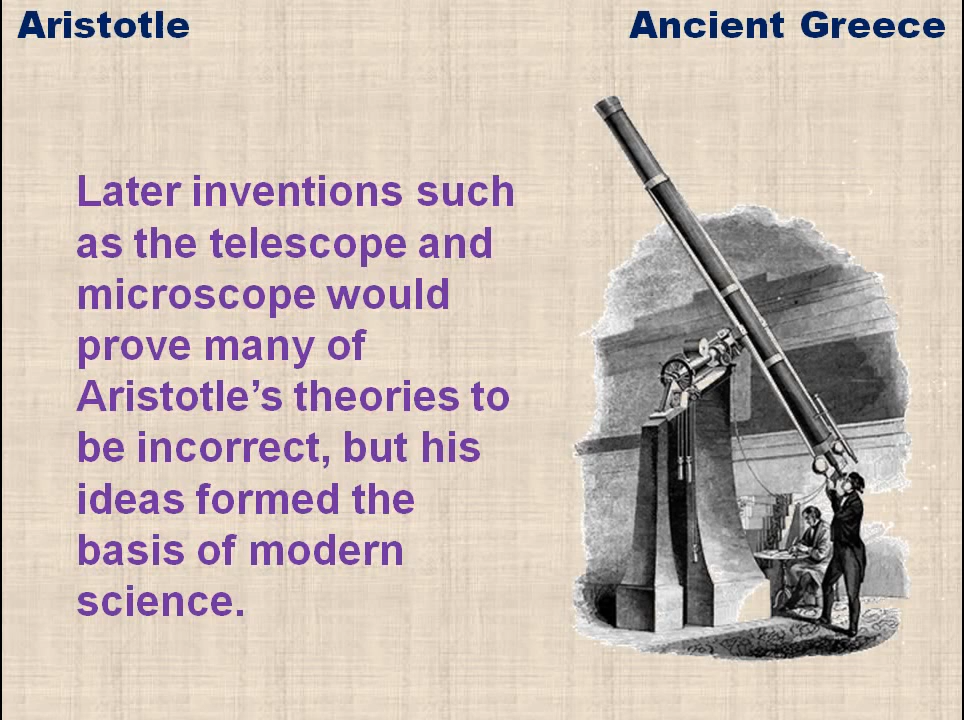 Aristotle
Ancient Greece
Later inventions such
as the telescope and
microscope would
prove many of
Aristotle’s theories to
be incorrect, but his
ideas formed the
basis of modern
science.